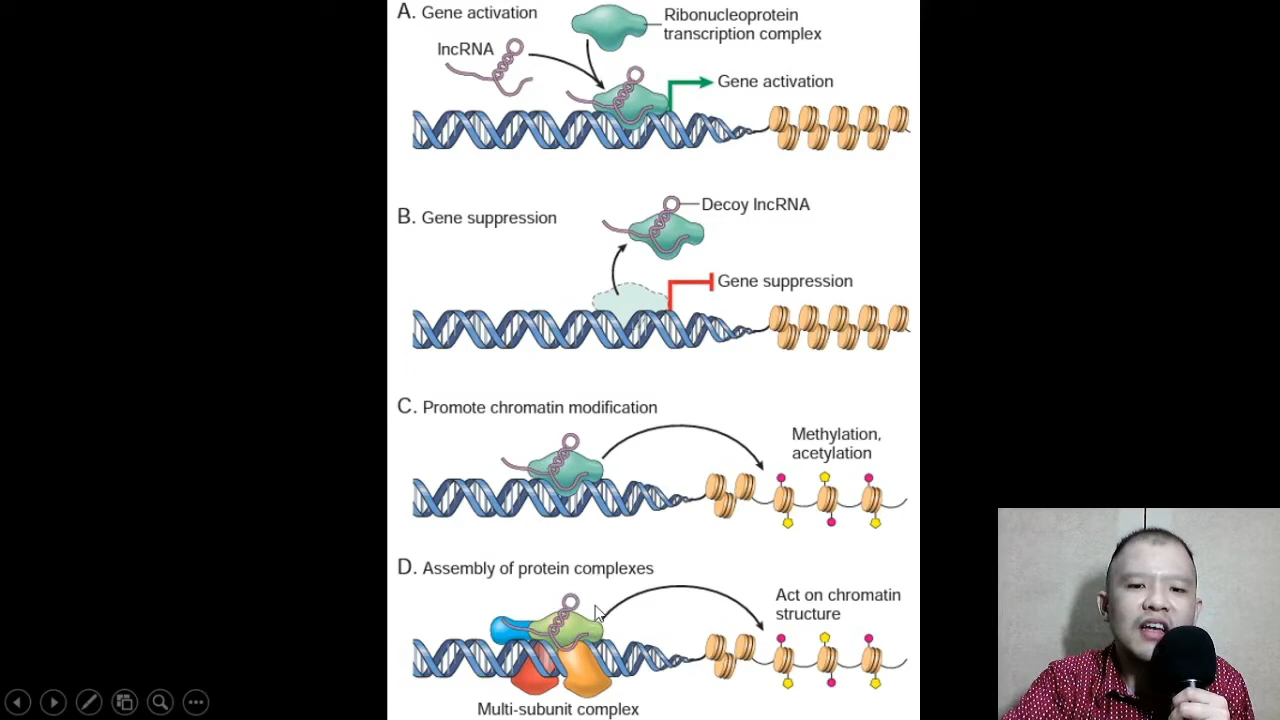 A. Gene activation
Ribonucleoprotein
transcription complex
lncRNA
Gene activation
B. Gene suppression
Decoy lncRNA
Gene suppression
C. Promote chromatin modification
Methylation,
acetylation
D. Assembly of protein complexes
Act on chromatin
structure
Multi-subunit complex